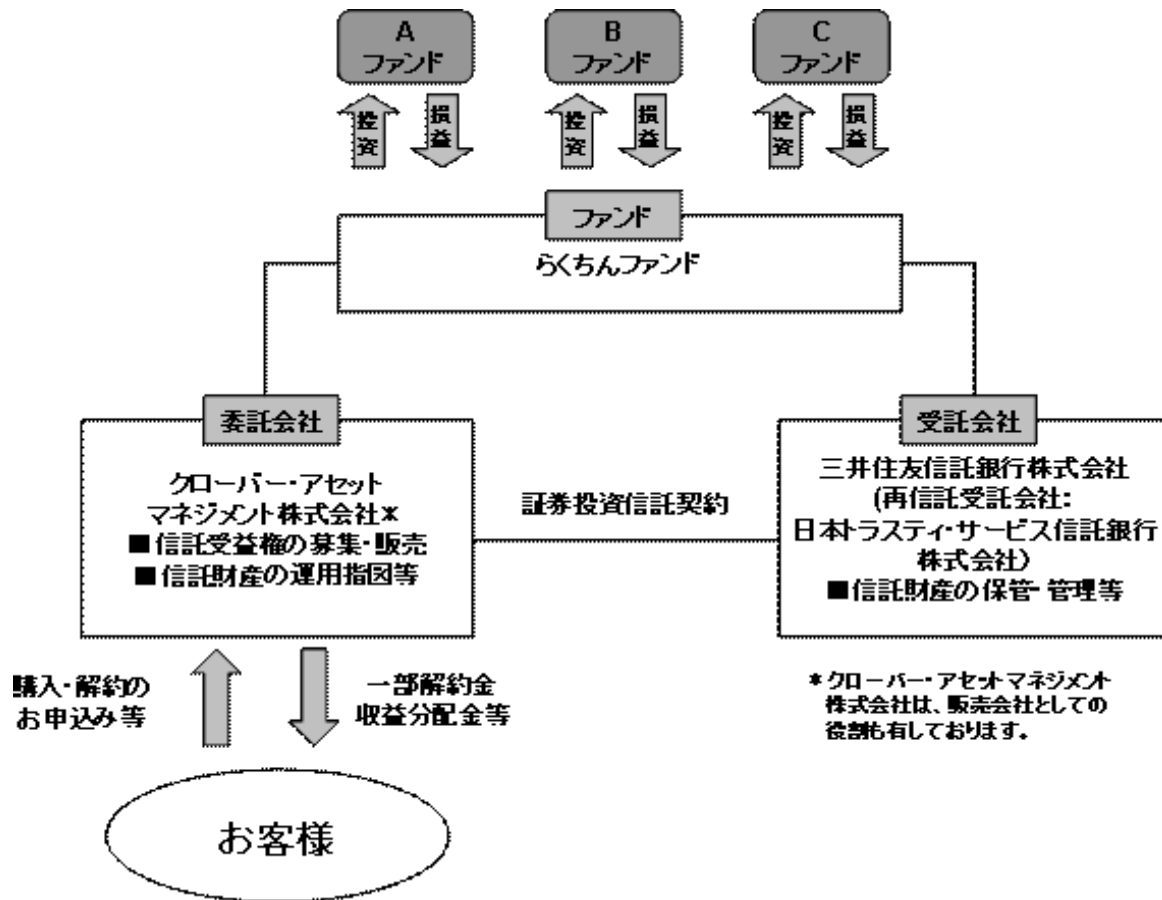 A
ファンド
B
ファンド
C
ファンド
投資
損益
投資
損益
投資
損益
ファンド
らくちんファンド
委託会社
クローバー・アセット
マネジメント株式会社*
■信託受益権の募集・販売
■信託財産の運用指図等
証券投資信託契約
受託会社
三井住友信託銀行株式会社
(再信託受託会社:
日本トラスティ・サービス信託銀行
株式会社)
■信託財産の保管・管理等
購入・解約の
お申込み等
一部解約金
収益分配金等
*クローバー・アセットマネジメント
株式会社は、販売会社としての
役割も有しております。
お客様